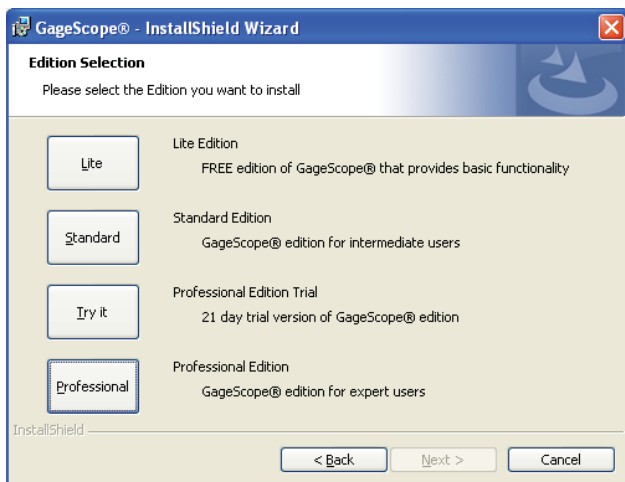 GageScope® - InstallShield Wizard
Edition Selection
Please select the Edition you want to install
Lite
Lite Edition
FREE edition of GageScope® that provides basic functionality
Standard
Standard Edition
GageScope® edition for intermediate users
Try it
Professional Edition Trial
21 day trial version of GageScope® edition
Professional
Professional Edition
GageScope® edition for expert users
InstallShield
< Back
Next >
Cancel